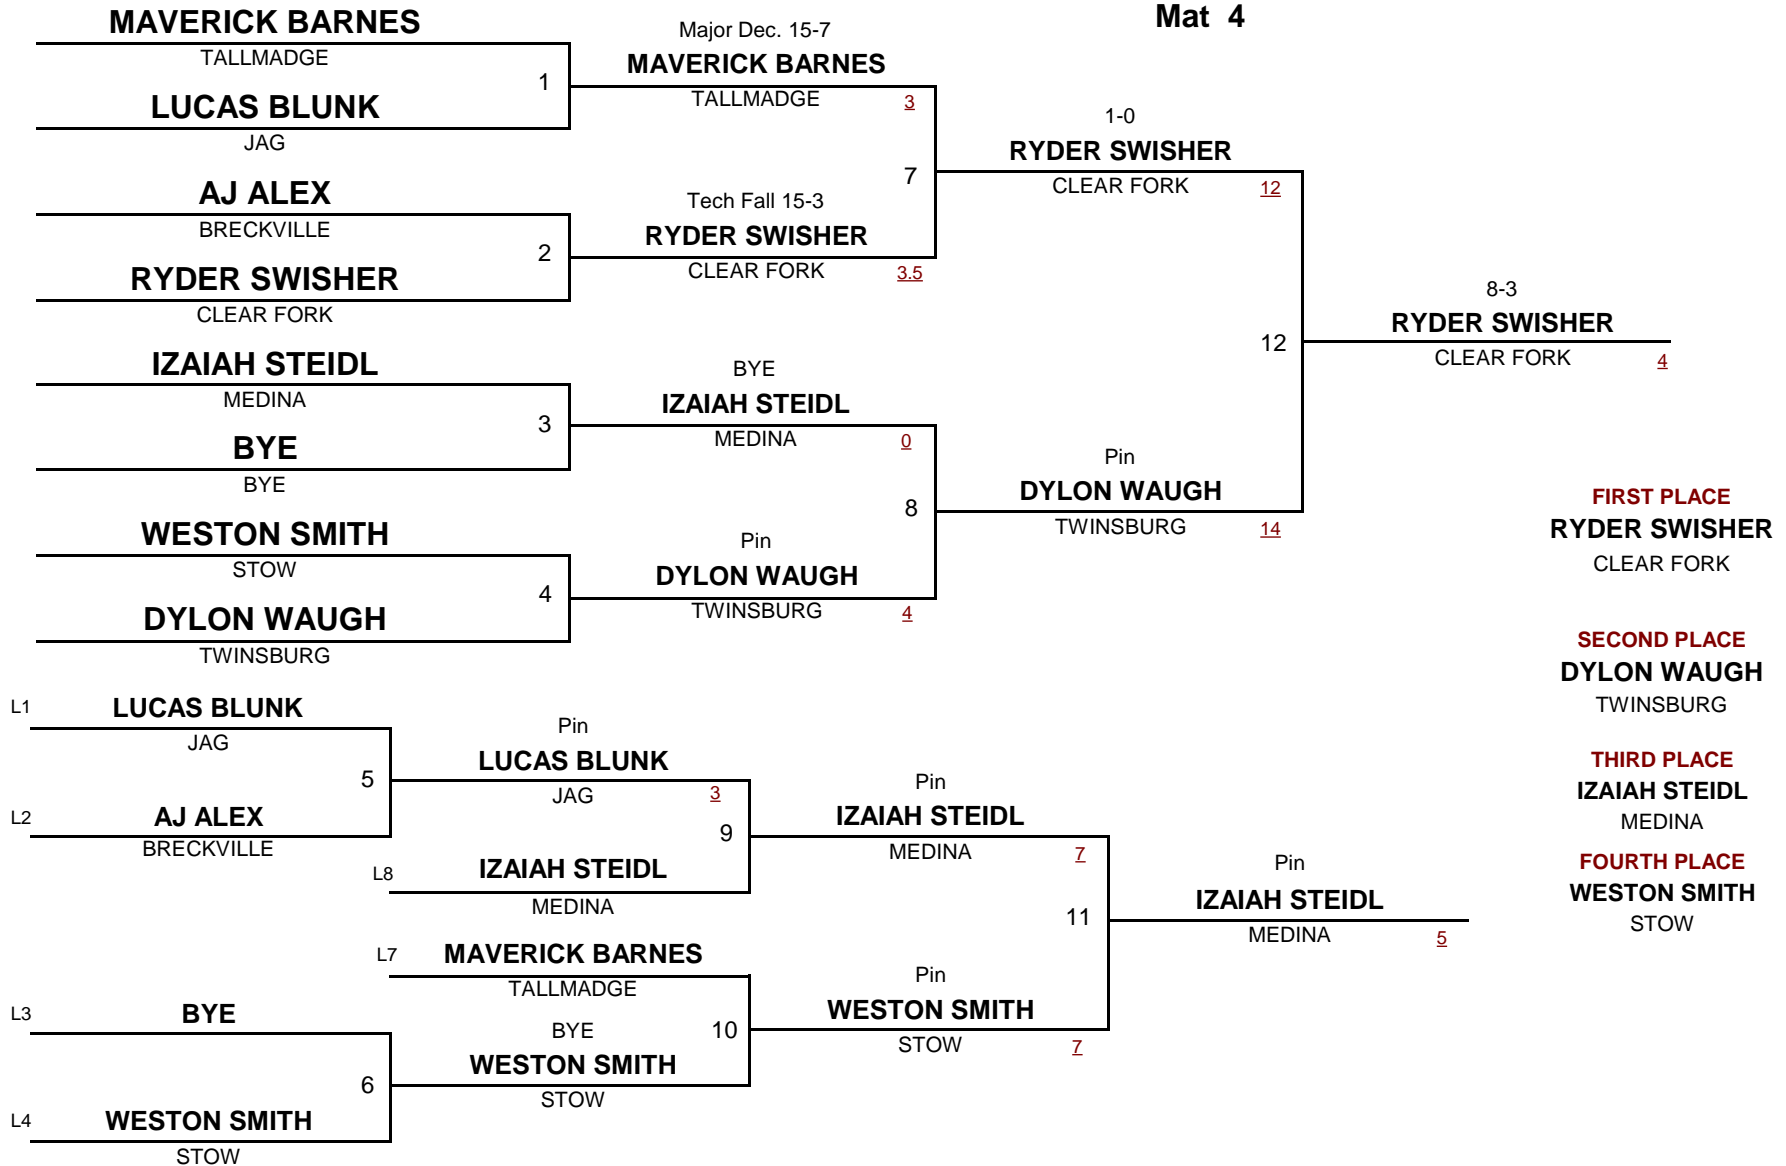 Mat 4
MAVERICK BARNES
TALLMADGE
1
LUCAS BLUNK
JAG
AJ ALEX
BRECKVILLE
2
RYDER SWISHER
CLEAR FORK
IZAIAH STEIDL
MEDINA
3
BYE
BYE
WESTON SMITH
STOW
4
DYLON WAUGH
TWINSBURG
Major Dec. 15-7
MAVERICK BARNES
TALLMADGE
3
7
Tech Fall 15-3
RYDER SWISHER
CLEAR FORK
3.5
BYE
IZAIAH STEIDL
MEDINA
0
8
Pin
DYLON WAUGH
TWINSBURG
4
1-0
RYDER SWISHER
CLEAR FORK
12
12
Pin
DYLON WAUGH
TWINSBURG
14
8-3
RYDER SWISHER
CLEAR FORK
4
L1
LUCAS BLUNK
JAG
5
L2
AJ ALEX
BRECKVILLE
L3
BYE
6
L4
WESTON SMITH
STOW
Pin
LUCAS BLUNK
JAG
3
9
L8
IZAIAH STEIDL
MEDINA
L7
MAVERICK BARNES
TALLMADGE
10
BYE
WESTON SMITH
STOW
Pin
IZAIAH STEIDL
MEDINA
7
11
Pin
WESTON SMITH
STOW
7
Pin
IZAIAH STEIDL
MEDINA
5
FIRST PLACE
RYDER SWISHER
CLEAR FORK
SECOND PLACE
DYLON WAUGH
TWINSBURG
THIRD PLACE
IZAIAH STEIDL
MEDINA
FOURTH PLACE
WESTON SMITH
STOW